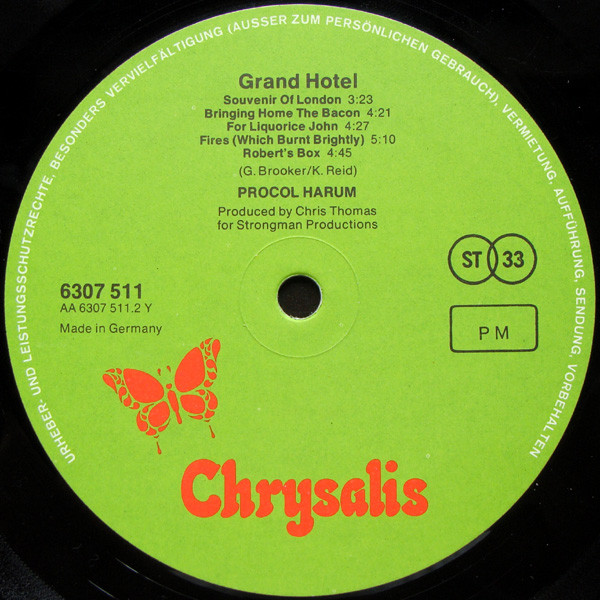 URHEBER- UND LEISTUNGSSCHUTZRECHTE, BESONDERS VERVIELFÄLTIGUNG (AUSSER ZUM PERSÖNLICHEN GEBRAUCH), VERMIETUNG, AUFFÜHRUNG, SENDUNG, VORBEHALTEN
Grand Hotel
Souvenir Of London 3:23
Bringing Home The Bacon 4:21
For Liquorice John 4:27
Fires (Which Burnt Brightly) 5:10
Robert's Box 4:45
(G. Brooker/K. Reid)
PROCOL HARUM
Produced by Chris Thomas
for Strongman Productions
ST 33
6307 511
AA 6307 511.2 Y
Made in Germany
PM
Chrysalis